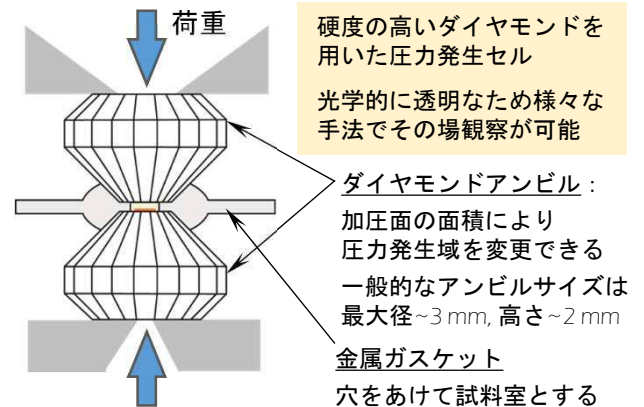 荷重
硬度の高いダイヤモンドを
用いた圧力発生セル
光学的に透明なため様々な
手法でその場観察が可能
ダイヤモンドアンビル：
加圧面の面積により
圧力発生域を変更できる
一般的なアンビルサイズは
最大径~3 mm, 高さ~2 mm
金属ガスケット
穴をあけて試料室とする